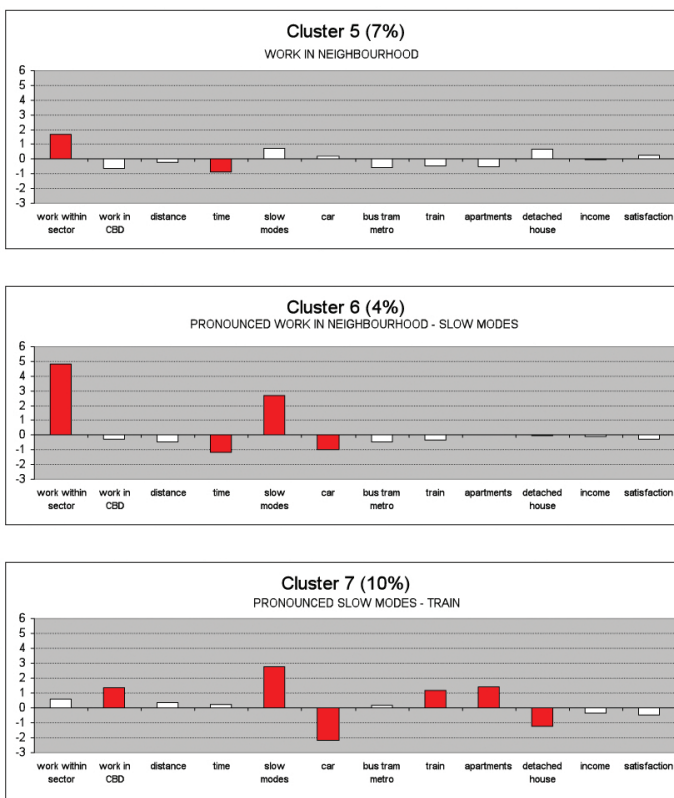 Cluster 5 (7%)
WORK IN NEIGHBOURHOOD
6
5
4
3
2
1
0
-1
-2
-3
work within work in distance time slow car bus tram train apartments detached income satisfaction
sector CBD modes metro house
Cluster 6 (4%)
PRONOUNCED WORK IN NEIGHBOURHOOD - SLOW MODES
6
5
4
3
2
1
0
-1
-2
-3
work within work in distance time slow car bus tram train apartments detached income satisfaction
sector CBD modes metro house
Cluster 7 (10%)
PRONOUNCED SLOW MODES - TRAIN
6
5
4
3
2
1
0
-1
-2
-3
work within work in distance time slow car bus tram train apartments detached income satisfaction
sector CBD modes metro house